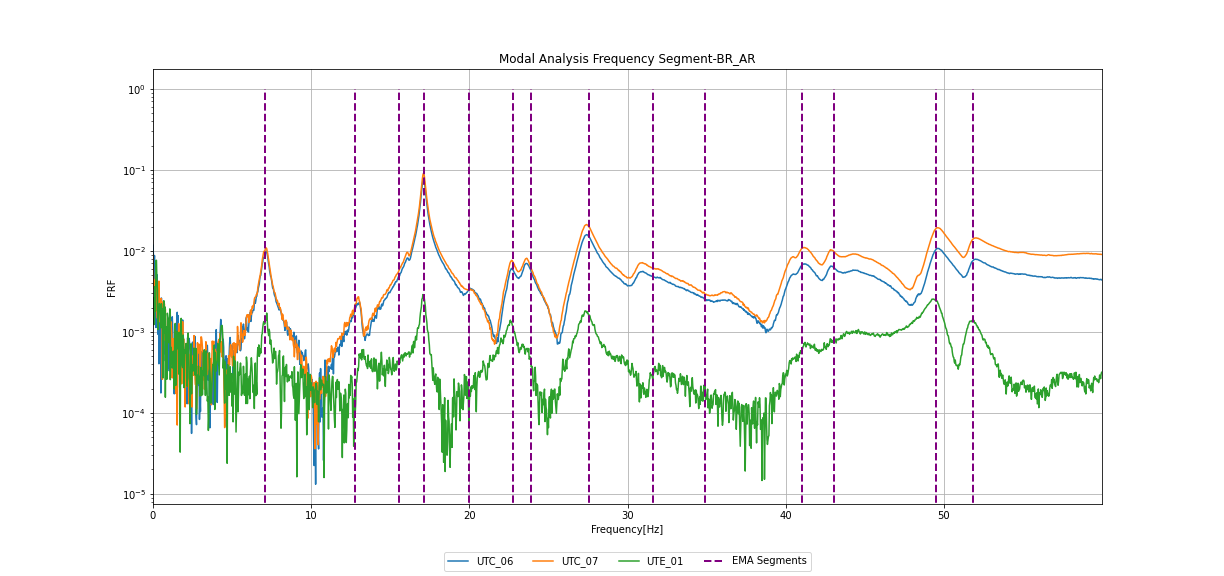 Modal Analysis Frequency Segment-BR_AR
10⁰
10⁻¹
10⁻²
10⁻³
10⁻⁴
10⁻⁵
FRF
0 10 20 30 40 50
Frequency[Hz]
UTC_06 UTC_07 UTE_01 EMA Segments